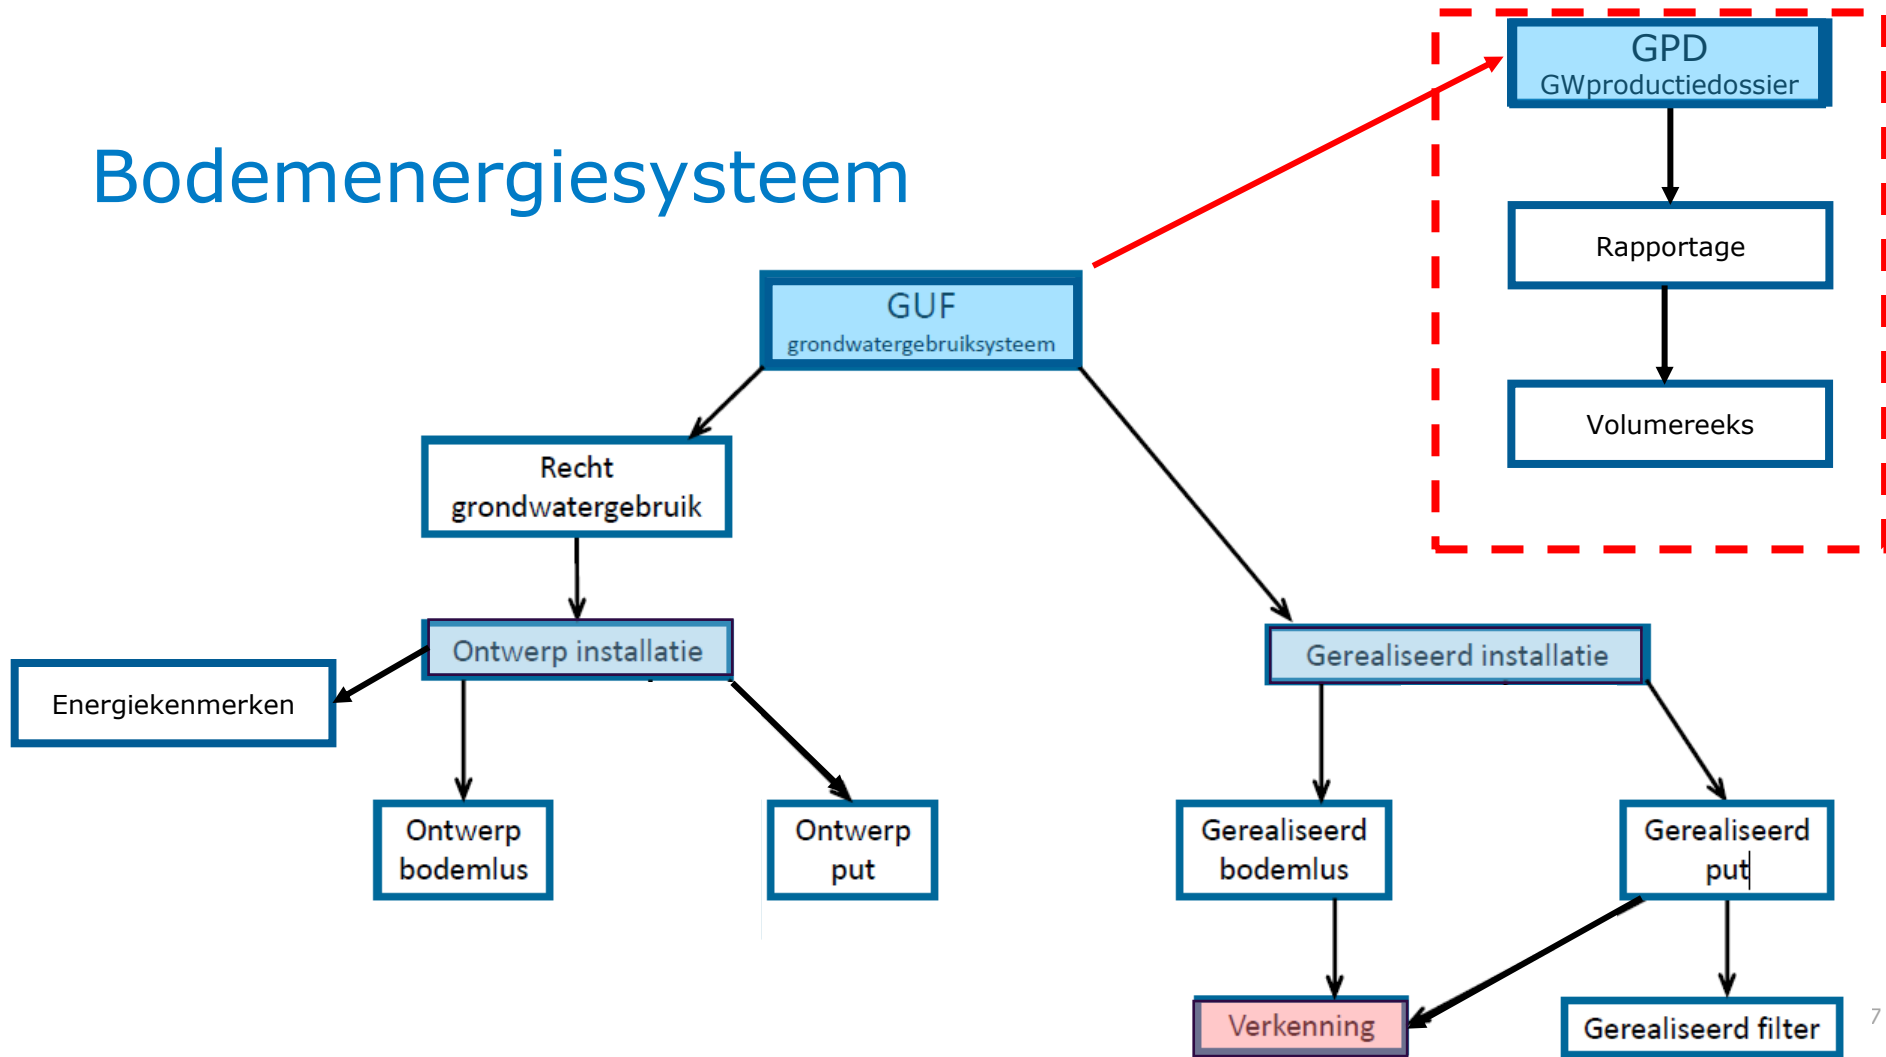 GPD
GWproductiedossier
Bodemenergiesysteem
Rapportage
GUF
grondwatergebruiksysteem
Volumereeks
Recht
grondwatergebruik
Ontwerp installatie
Gerealiseerd installatie
Energiekenmerken
Ontwerp
bodemlus
Ontwerp
put
Gerealiseerd
bodemlus
Gerealiseerd
put
Verkenning
Gerealiseerd filter
7